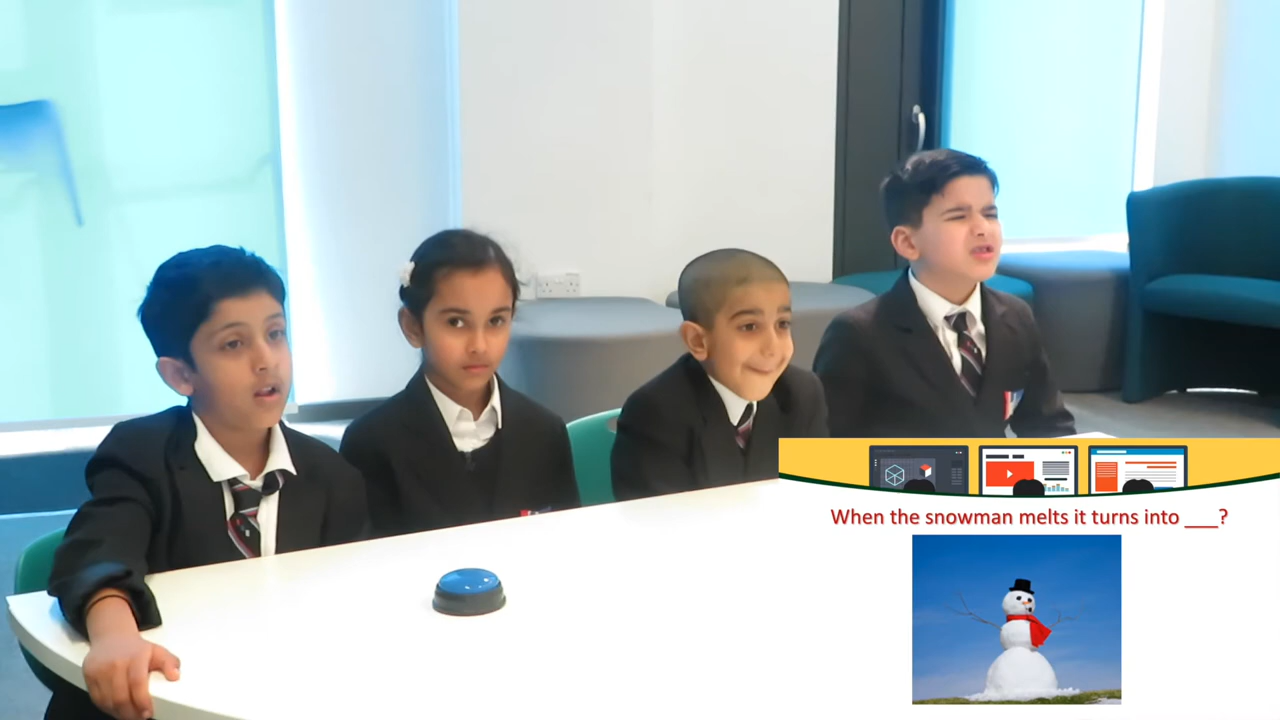 When the snowman melts it turns into ___?